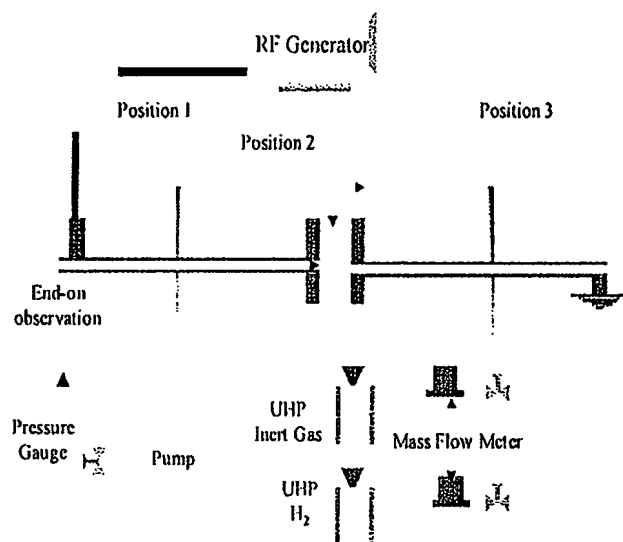 RF Generator
Position 1
Position 2
Position 3
End-on
observation
Pressure
Gauge
Pump
UHP
Inert Gas
Mass Flow Meter
UHP
H₂